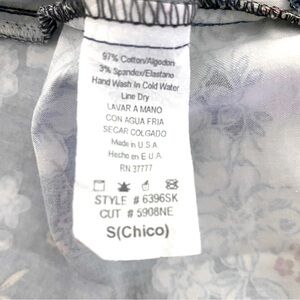 97% Cotton/Algodon
3% Spandex/Elastano
Hand Wash In Cold Water
Line Dry
LAVAR A MANO
CON AGUA FRIA
SECAR COLGADO
Made in U.S.A
Hecho en E U A
RN 37777
STYLE # 6396SK
CUT # 5908NE
S(Chico)